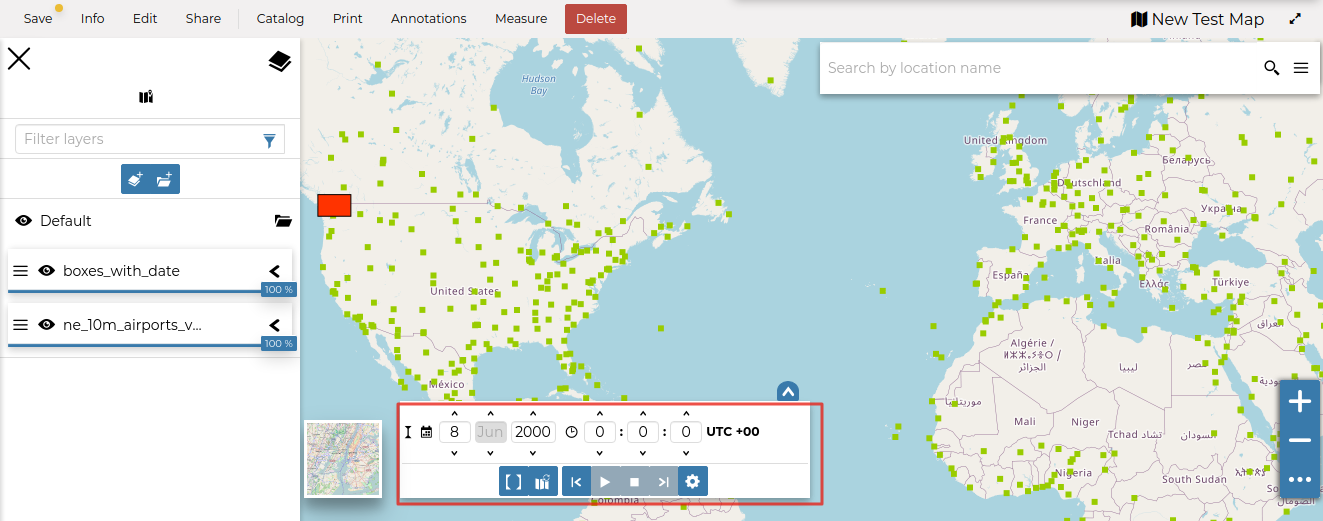 Save Info Edit Share Catalog Print Annotations Measure Delete New Test Map
Search by location name
Filter layers
Default
boxes_with_date
100 %
ne_10m_airports_v...
100 %
Hudson
Bay
United States
México
United Kingdom
Беларусь
Deutschland
Україна
France
România
Italia
España
Ελλάς
Türkiye
العراق
Algérie /
الجزائر
ليبيا
مصر
موريتانيا
Mali
Niger
Tchad تشاد
السودان
Nigeria
South Sudan
8 Jun 2000 0 : 0 : 0 UTC +00